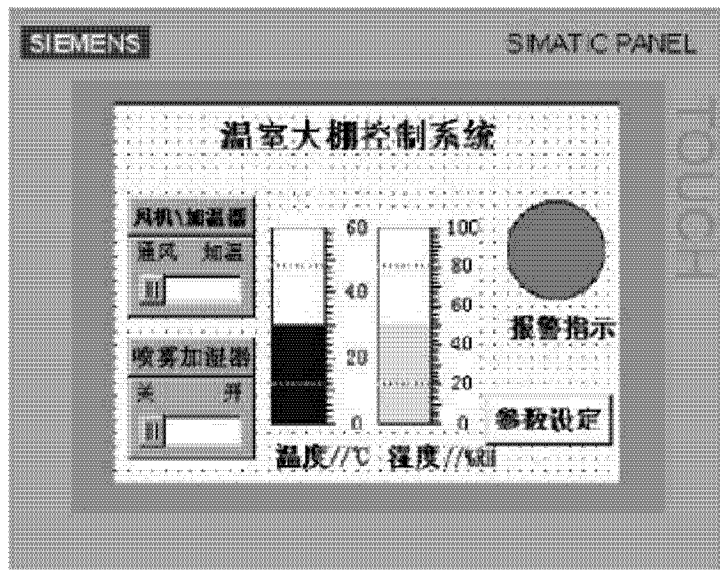 SIEMENS
SIMATIC PANEL
TOUCH
温室大棚控制系统
风机\加温器
通风 加温
喷雾加湿器
关 开
60
40
20
0
100
80
60
40
20
0
温度//℃
湿度//%RH
报警指示
参数设定